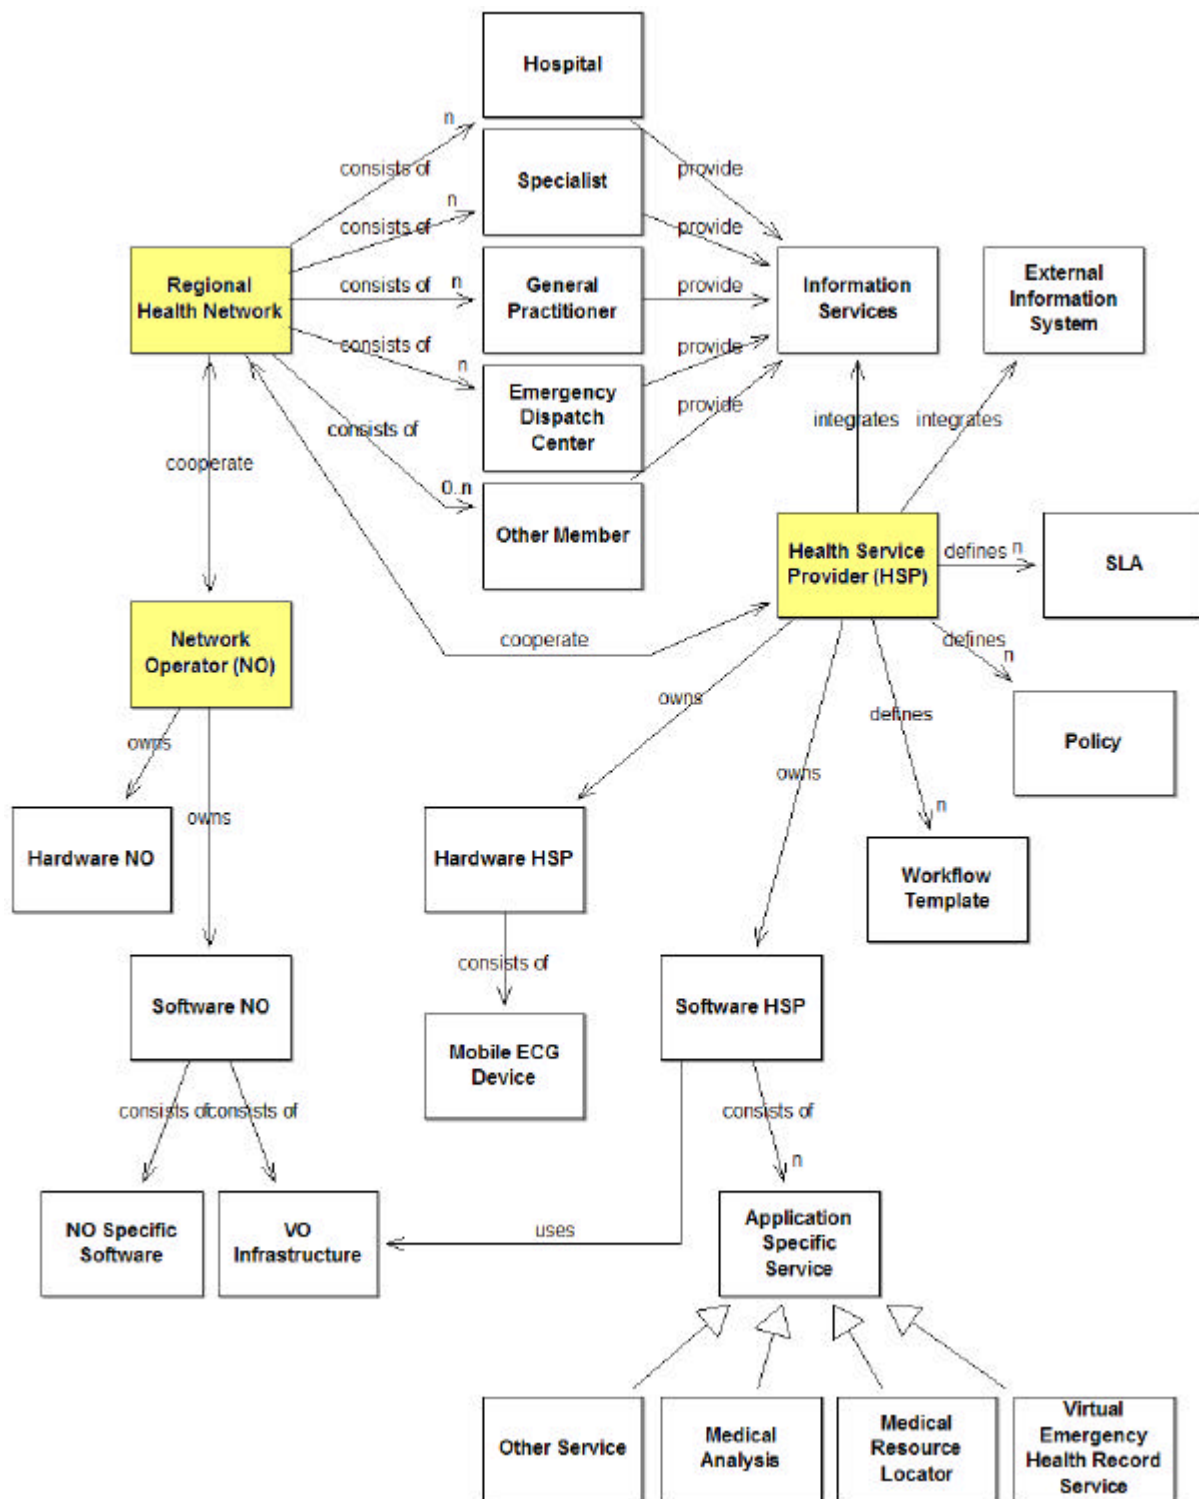 Hospital
n
consists of
Specialist
provide
n
consists of
provide
Regional
Health Network
consists of
n
General
Practitioner
provide
Information
Services
External
Information
System
consists of
n
provide
Emergency
Dispatch
Center
provide
consists of
integrates
integrates
cooperate
0..n
Other Member
Health Service
Provider (HSP)
defines
n
SLA
Network
Operator (NO)
cooperate
defines
n
owns
owns
defines
Policy
owns
owns
n
Hardware NO
Hardware HSP
Workflow
Template
consists of
Software NO
Software HSP
Mobile ECG
Device
consists of
consists of
consists of
n
NO Specific
Software
VO
Infrastructure
uses
Application
Specific
Service
Other Service
Medical
Analysis
Medical
Resource
Locator
Virtual
Emergency
Health Record
Service